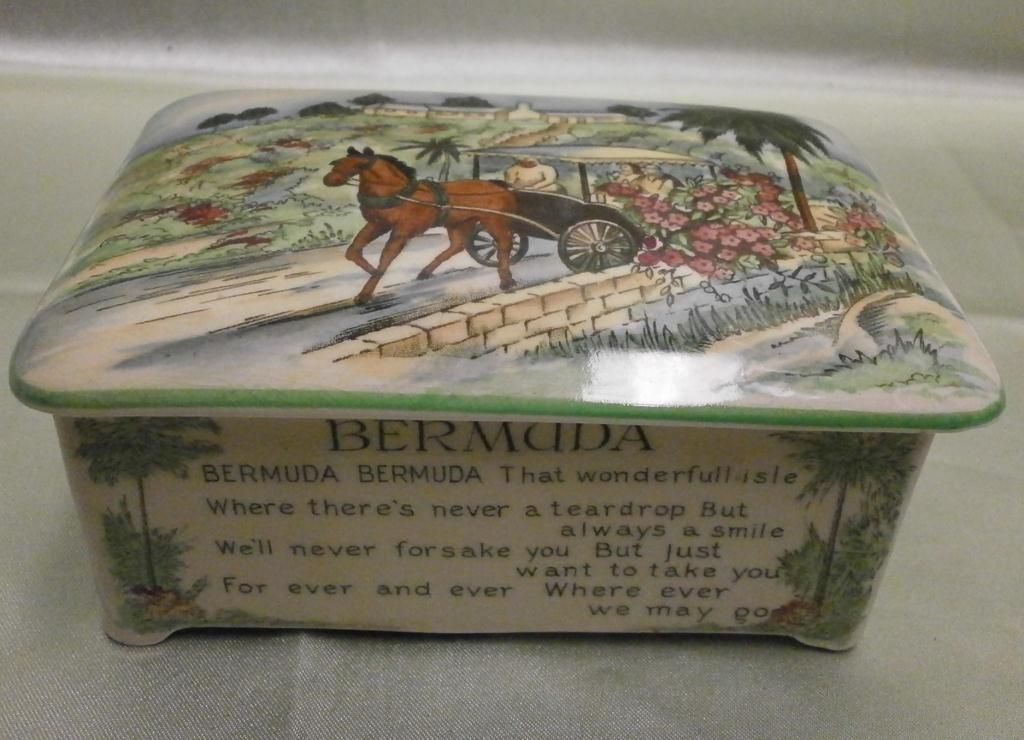 BERMUDA
BERMUDA BERMUDA That wonderfull isle
Where there's never a teardrop But
always a smile
We'll never forsake you But Just
want to take you
For ever and ever Where ever
we may go